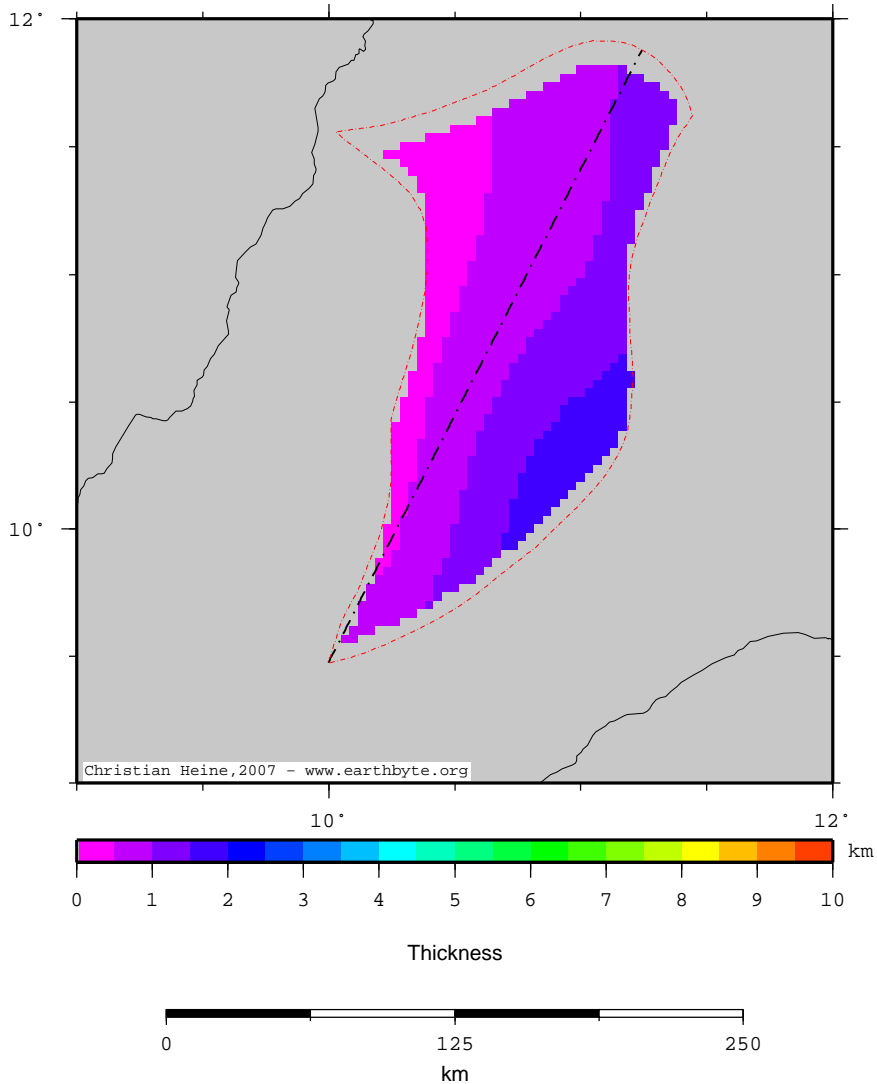 12°
10°
Christian Heine,2007 - www.earthbyte.org
10° 12°
km
0 1 2 3 4 5 6 7 8 9 10
Thickness
0 125 250
km